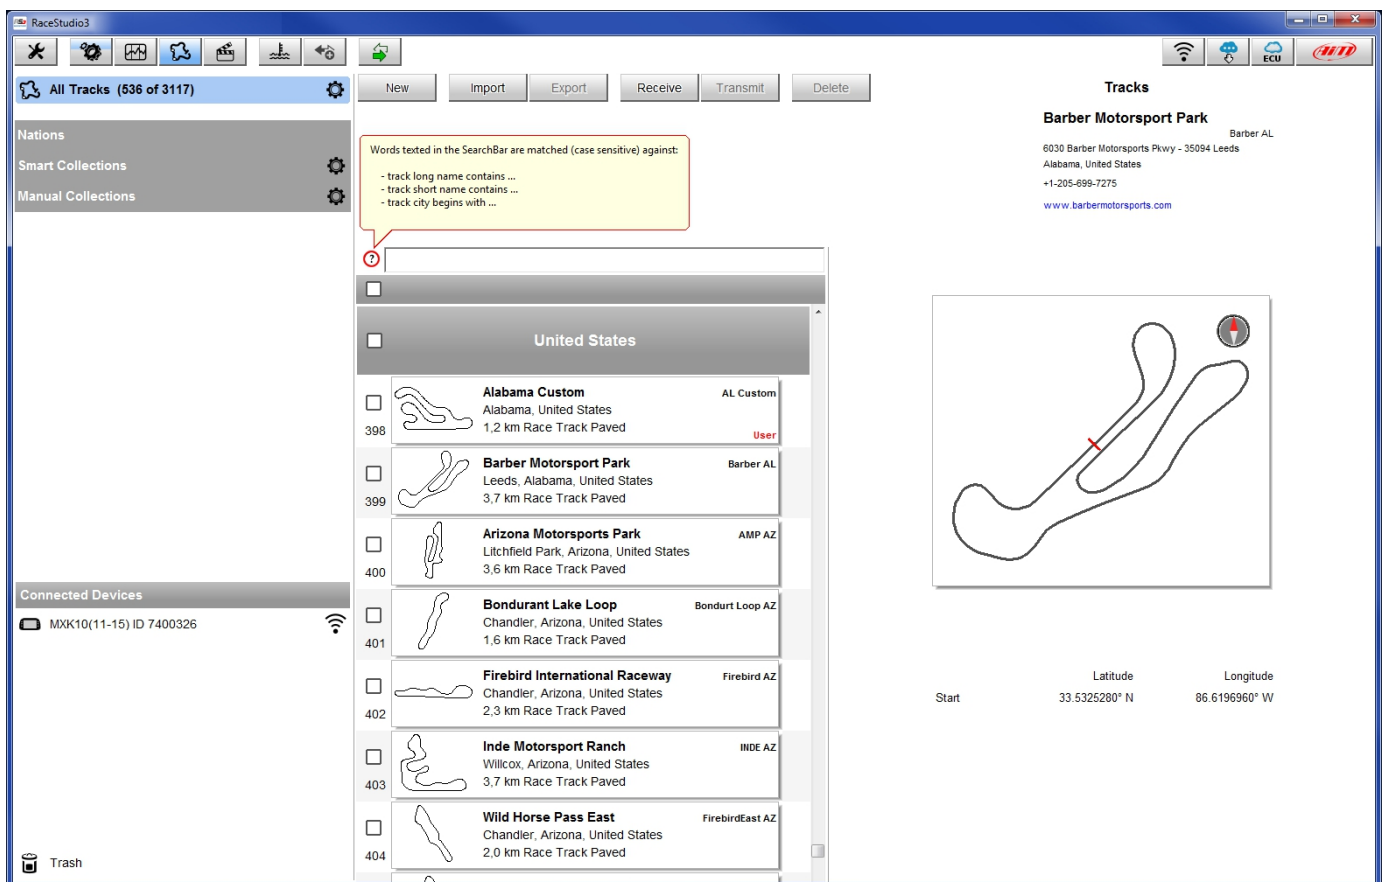 RaceStudio3
ECU
AiM
All Tracks (536 of 3117)
New
Import
Export
Receive
Transmit
Delete
Nations
Smart Collections
Manual Collections
Words texted in the SearchBar are matched (case sensitive) against:
- track long name contains ...
- track short name contains ...
- track city begins with ...
?
United States
398
Alabama Custom
AL Custom
Alabama, United States
1,2 km Race Track Paved
User
399
Barber Motorsport Park
Barber AL
Leeds, Alabama, United States
3,7 km Race Track Paved
400
Arizona Motorsports Park
AMP AZ
Litchfield Park, Arizona, United States
3,6 km Race Track Paved
401
Bondurant Lake Loop
Bondurt Loop AZ
Chandler, Arizona, United States
1,6 km Race Track Paved
402
Firebird International Raceway
Firebird AZ
Chandler, Arizona, United States
2,3 km Race Track Paved
403
Inde Motorsport Ranch
INDE AZ
Willcox, Arizona, United States
3,7 km Race Track Paved
404
Wild Horse Pass East
FirebirdEast AZ
Chandler, Arizona, United States
2,0 km Race Track Paved
Connected Devices
MXK10(11-15) ID 7400326
Trash
Tracks
Barber Motorsport Park
Barber AL
6030 Barber Motorsports Pkwy - 35094 Leeds
Alabama, United States
+1-205-699-7275
www.barbermotorsports.com
Latitude
Longitude
Start
33.5325280° N
86.6196960° W